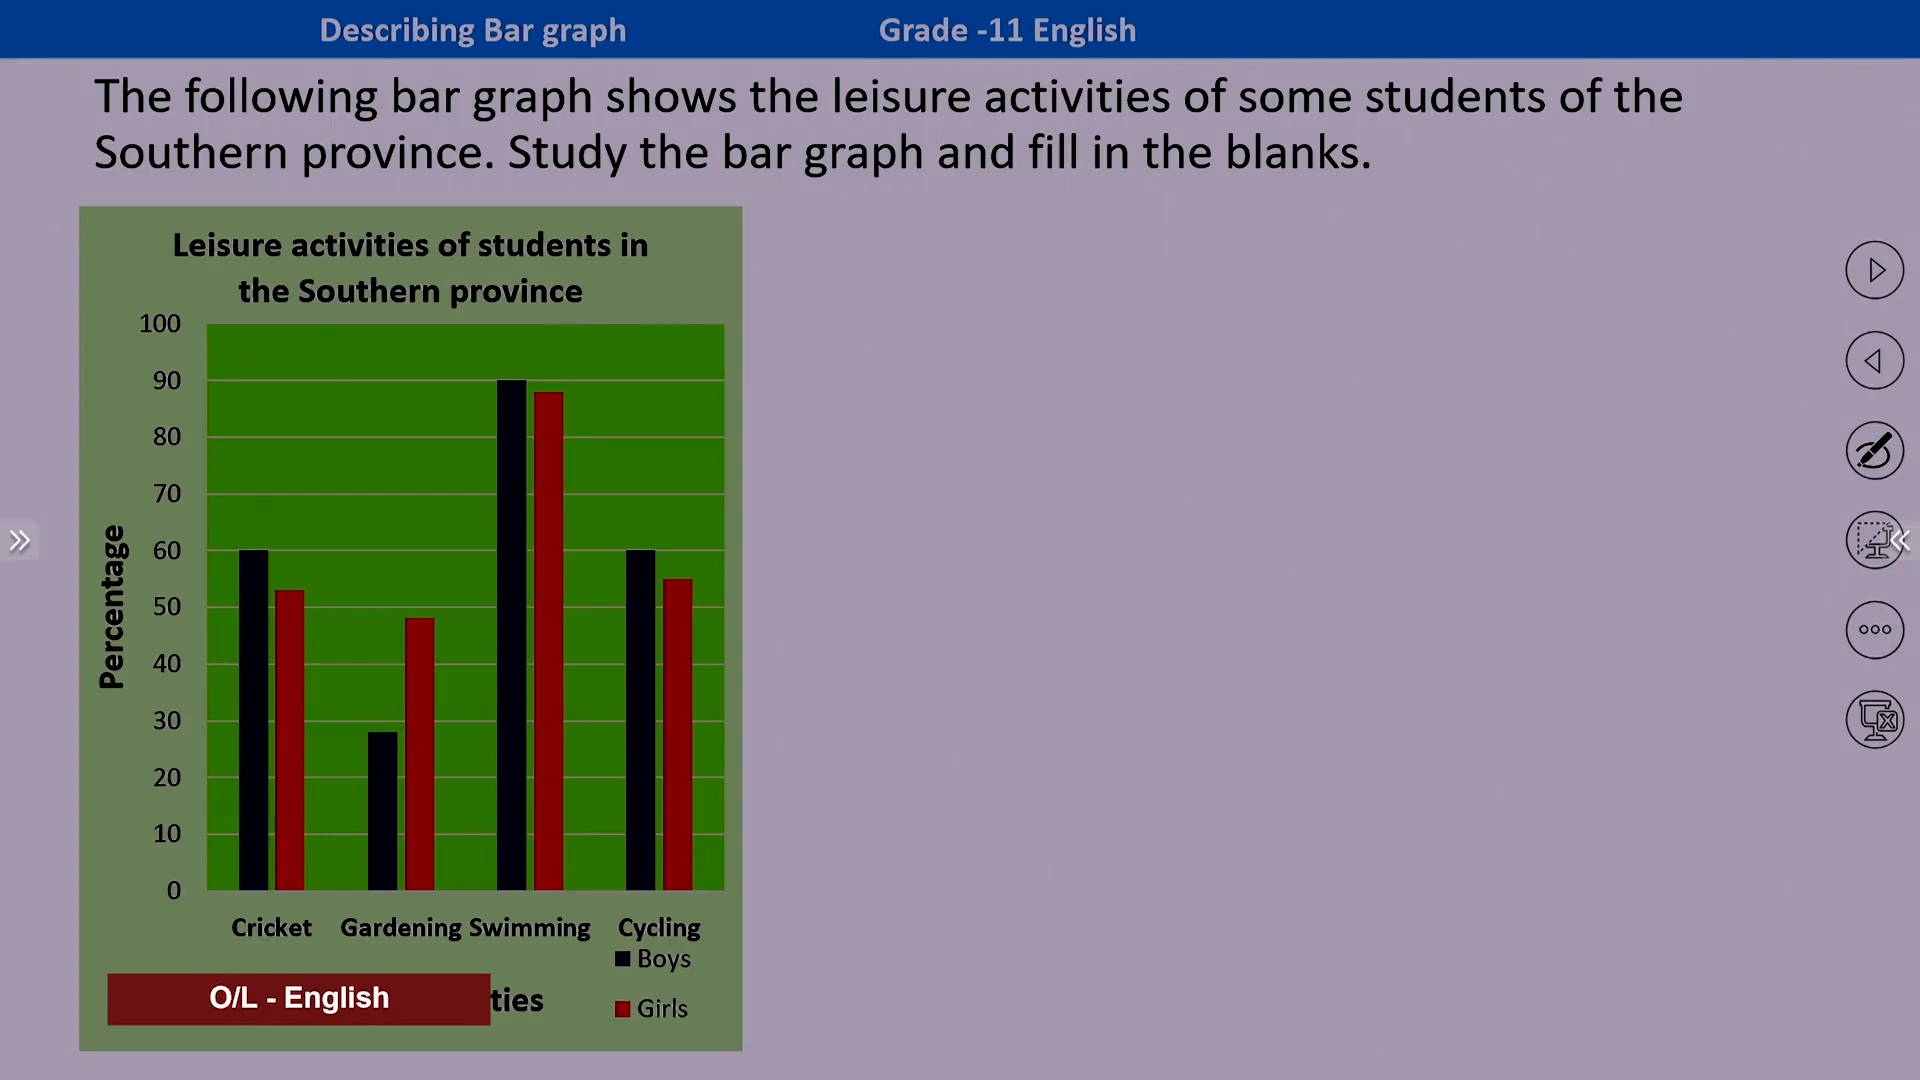 Describing Bar graph
Grade -11 English
The following bar graph shows the leisure activities of some students of the
Southern province. Study the bar graph and fill in the blanks.
Leisure activities of students in
the Southern province
100
90
80
70
60
50
40
30
20
10
0
Percentage
Cricket Gardening Swimming Cycling
Boys
Girls
O/L - English
ties